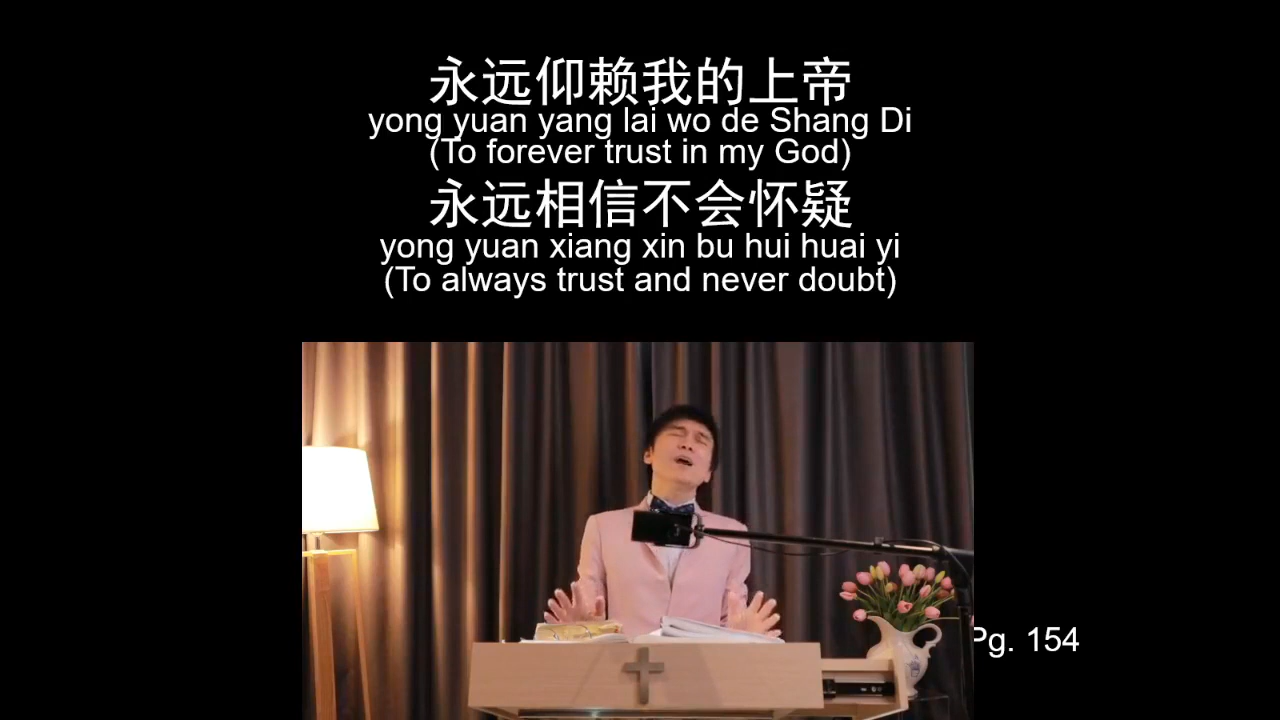 永远仰赖我的上帝
yong yuan yang lai wo de Shang Di
(To forever trust in my God)
永远相信不会怀疑
yong yuan xiang xin bu hui huai yi
(To always trust and never doubt)
Pg. 154